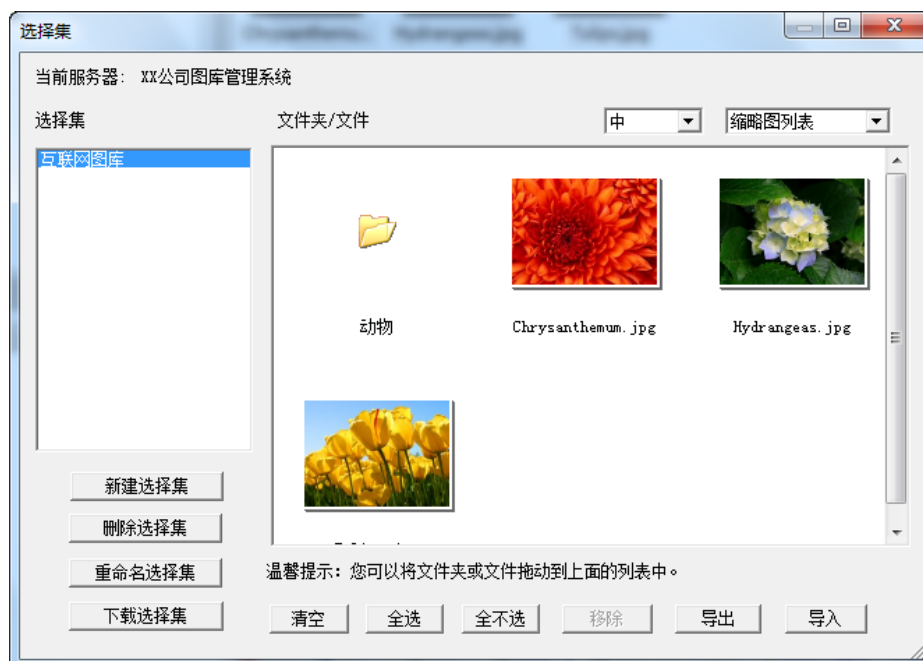 选择集
当前服务器: XX公司图库管理系统
选择集
文件夹/文件
中
缩略图列表
互联网图库
动物
Chrysanthemum.jpg
Hydrangeas.jpg
新建选择集
删除选择集
重命名选择集
下载选择集
温馨提示: 您可以将文件夹或文件拖动到上面的列表中。
清空
全选
全不选
移除
导出
导入